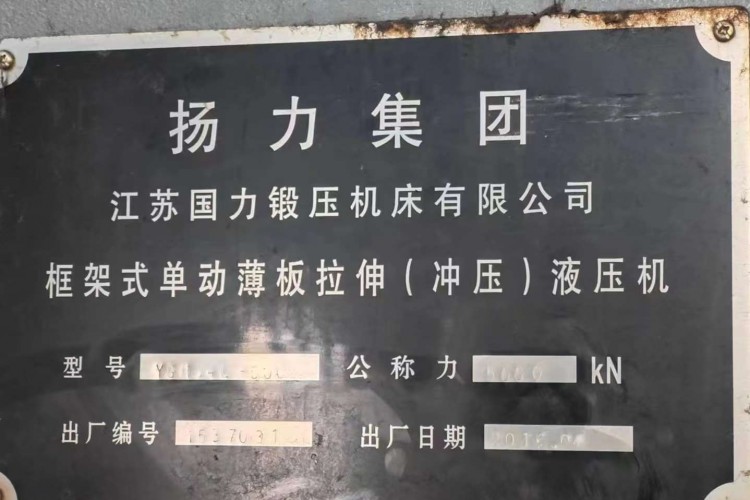 扬力集团
江苏国力锻压机床有限公司
框架式单动薄板拉伸（冲压）液压机
型号 公称力 kN
出厂编号 出厂日期